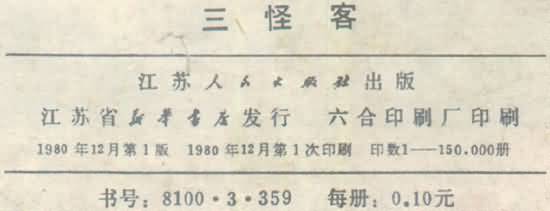 三怪客
江苏人民出版社出版
江苏省新华书店发行 六合印刷厂印刷
1980年12月第1版 1980年12月第1次印刷 印数1——150.000册
书号：8100·3·359 每册：0.10元